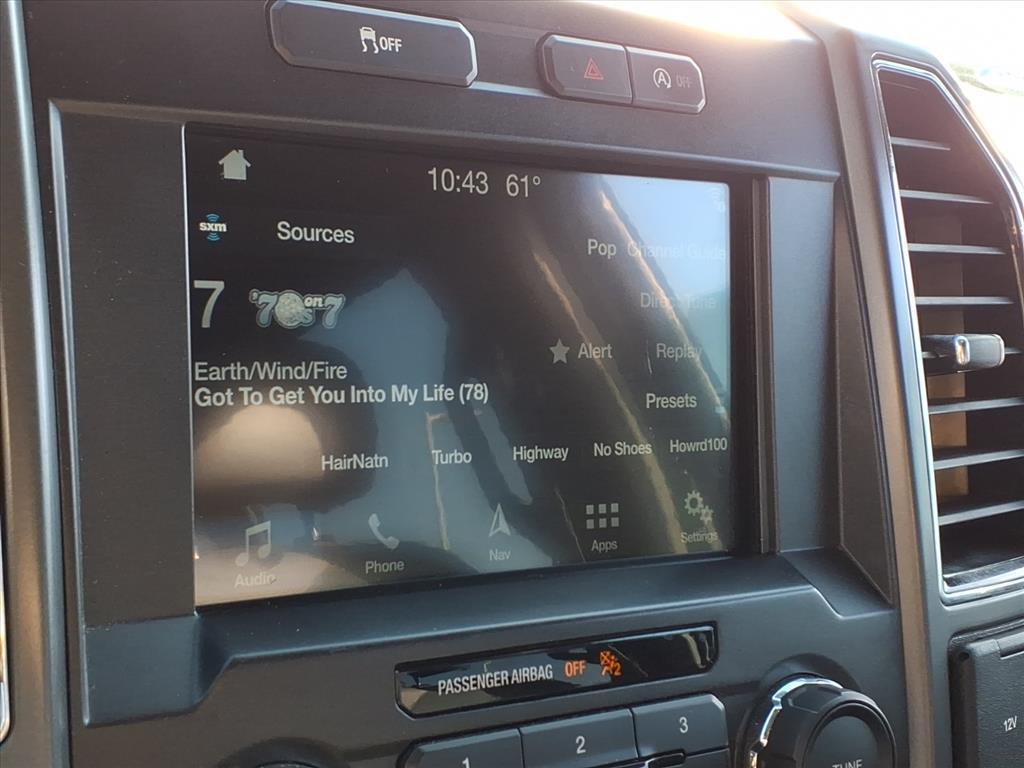 OFF
A OFF
10:43 61°
sxm Sources
Pop Channel Guide
7 '70s on 7
Direct Tune
Earth/Wind/Fire
Alert Replay
Got To Get You Into My Life (78)
Presets
HairNatn Turbo Highway No Shoes Howrd100
Audio Phone Nav Apps Settings
PASSENGER AIRBAG OFF 2
1 2 3
TUNE
12V